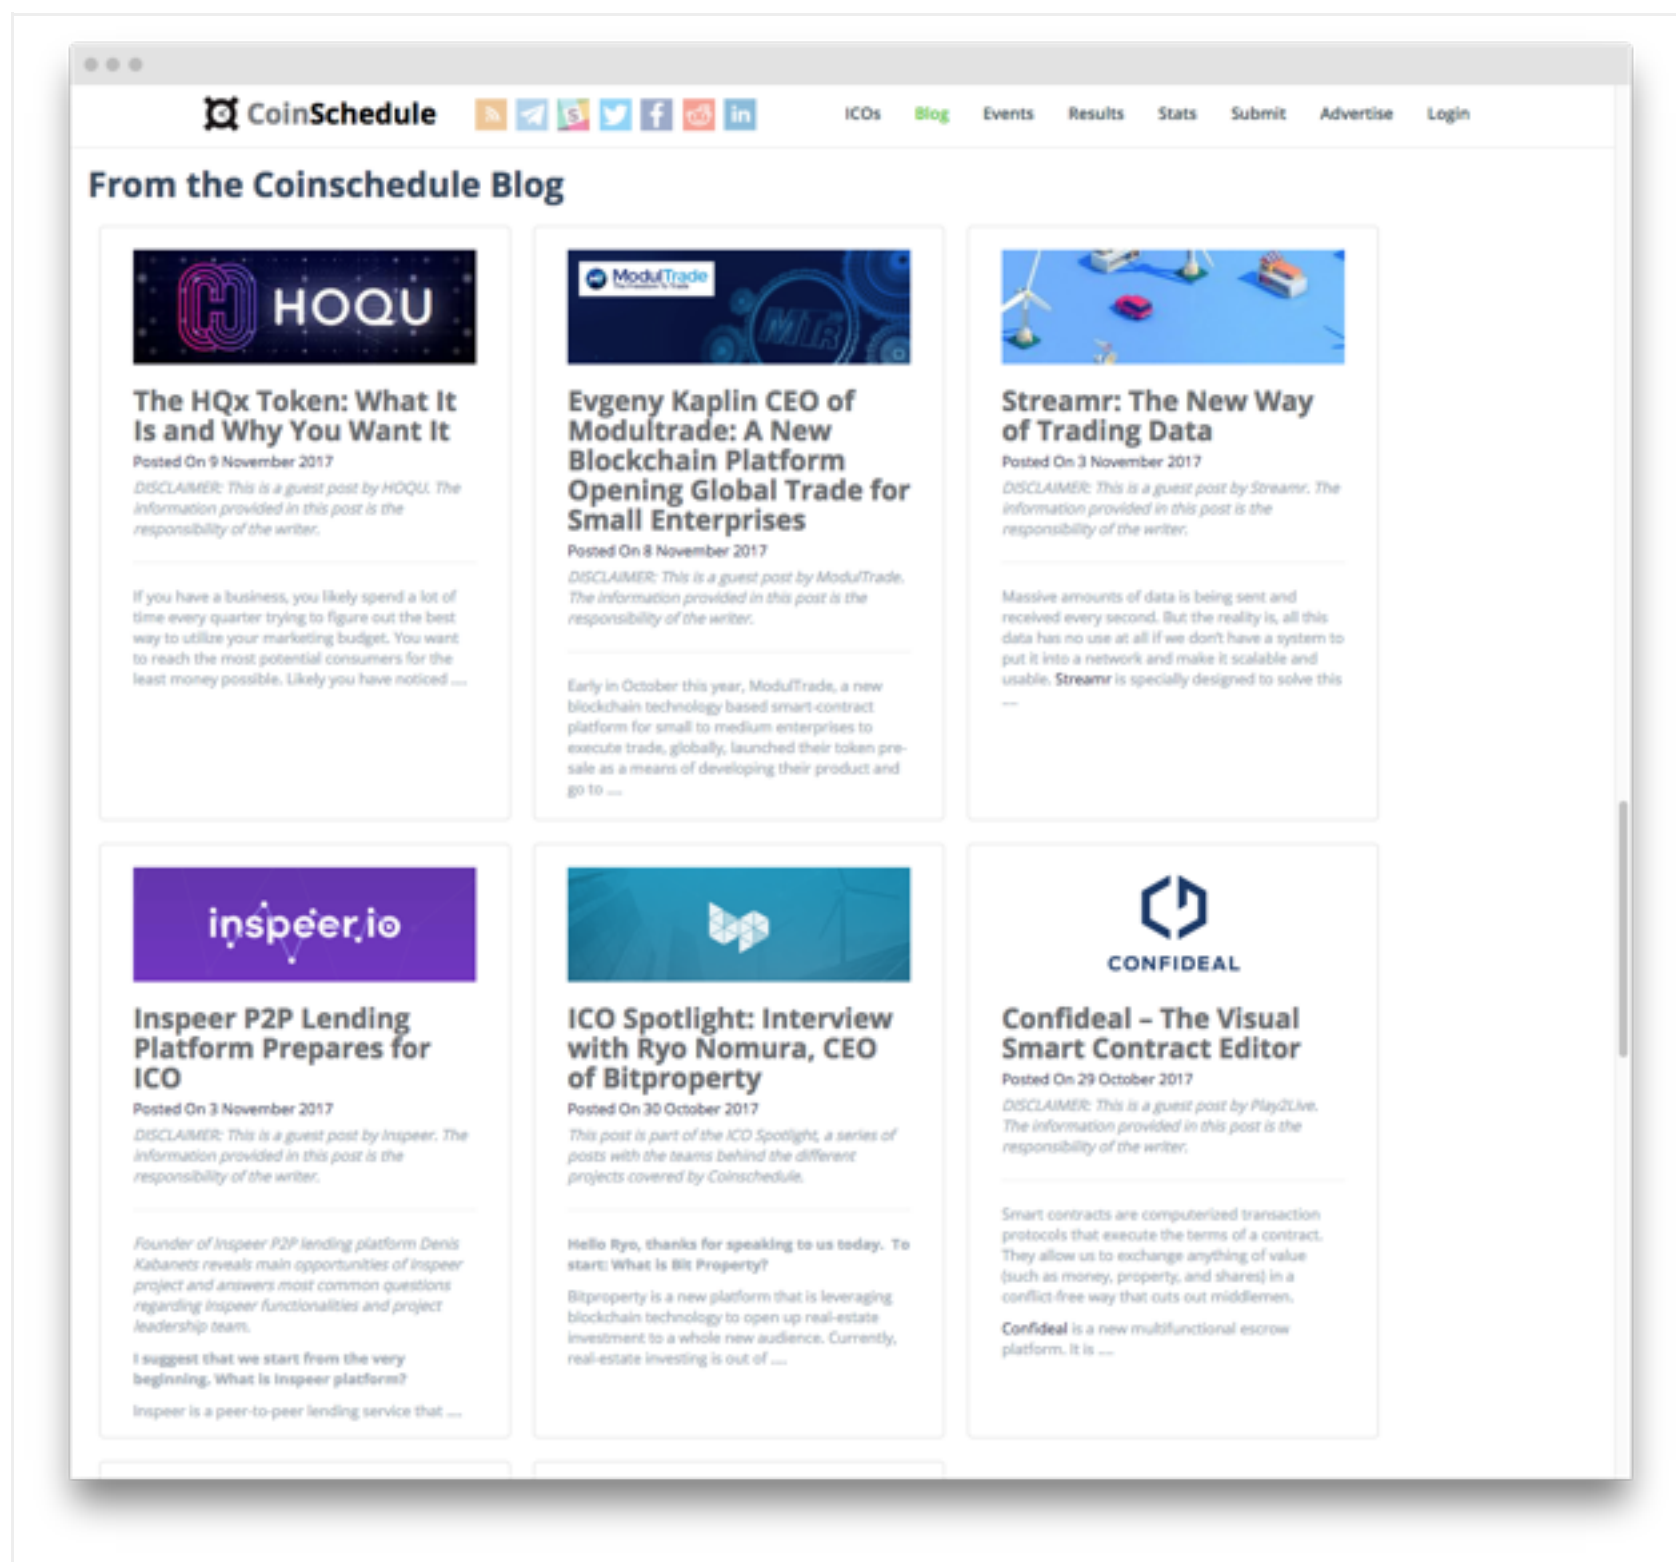 CoinSchedule
ICOs Blog Events Results Stats Submit Advertise Login
From the Coinschedule Blog
HOQU
The HQx Token: What It
Is and Why You Want It
Posted On 9 November 2017
DISCLAIMER: This is a guest post by HOQU. The
information provided in this post is the
responsibility of the writer.
If you have a business, you likely spend a lot of
time every quarter trying to figure out the best
way to utilize your marketing budget. You want
to reach the most potential consumers for the
least money possible. Likely you have noticed ....
ModulTrade
The Freedom To Trade
MTR
Evgeny Kaplin CEO of
Modultrade: A New
Blockchain Platform
Opening Global Trade for
Small Enterprises
Posted On 8 November 2017
DISCLAIMER: This is a guest post by ModulTrade.
The information provided in this post is the
responsibility of the writer.
Early in October this year, ModulTrade, a new
blockchain technology based smart-contract
platform for small to medium enterprises to
execute trade, globally, launched their token pre-
sale as a means of developing their product and
go to ....
Streamr: The New Way
of Trading Data
Posted On 3 November 2017
DISCLAIMER: This is a guest post by Streamr. The
information provided in this post is the
responsibility of the writer.
Massive amounts of data is being sent and
received every second. But the reality is, all this
data has no use at all if we don't have a system to
put it into a network and make it scalable and
usable. Streamr is specially designed to solve this
....
inspeer.io
Inspeer P2P Lending
Platform Prepares for
ICO
Posted On 3 November 2017
DISCLAIMER: This is a guest post by Inspeer. The
information provided in this post is the
responsibility of the writer.
Founder of Inspeer P2P lending platform Denis
Kabanets reveals main opportunities of Inspeer
project and answers most common questions
regarding Inspeer functionalities and project
leadership team.
I suggest that we start from the very
beginning. What is Inspeer platform?
Inspeer is a peer-to-peer lending service that ....
bp
ICO Spotlight: Interview
with Ryo Nomura, CEO
of Bitproperty
Posted On 30 October 2017
This post is part of the ICO Spotlight, a series of
posts with the teams behind the different
projects covered by Coinschedule.
Hello Ryo, thanks for speaking to us today. To
start: What is Bit Property?
Bitproperty is a new platform that is leveraging
blockchain technology to open up real-estate
investment to a whole new audience. Currently,
real-estate investing is out of ....
CONFIDEAL
Confideal – The Visual
Smart Contract Editor
Posted On 29 October 2017
DISCLAIMER: This is a guest post by Play2Live.
The information provided in this post is the
responsibility of the writer.
Smart contracts are computerized transaction
protocols that execute the terms of a contract.
They allow us to exchange anything of value
(such as money, property, and shares) in a
conflict-free way that cuts out middlemen.
Confideal is a new multifunctional escrow
platform. It is ....